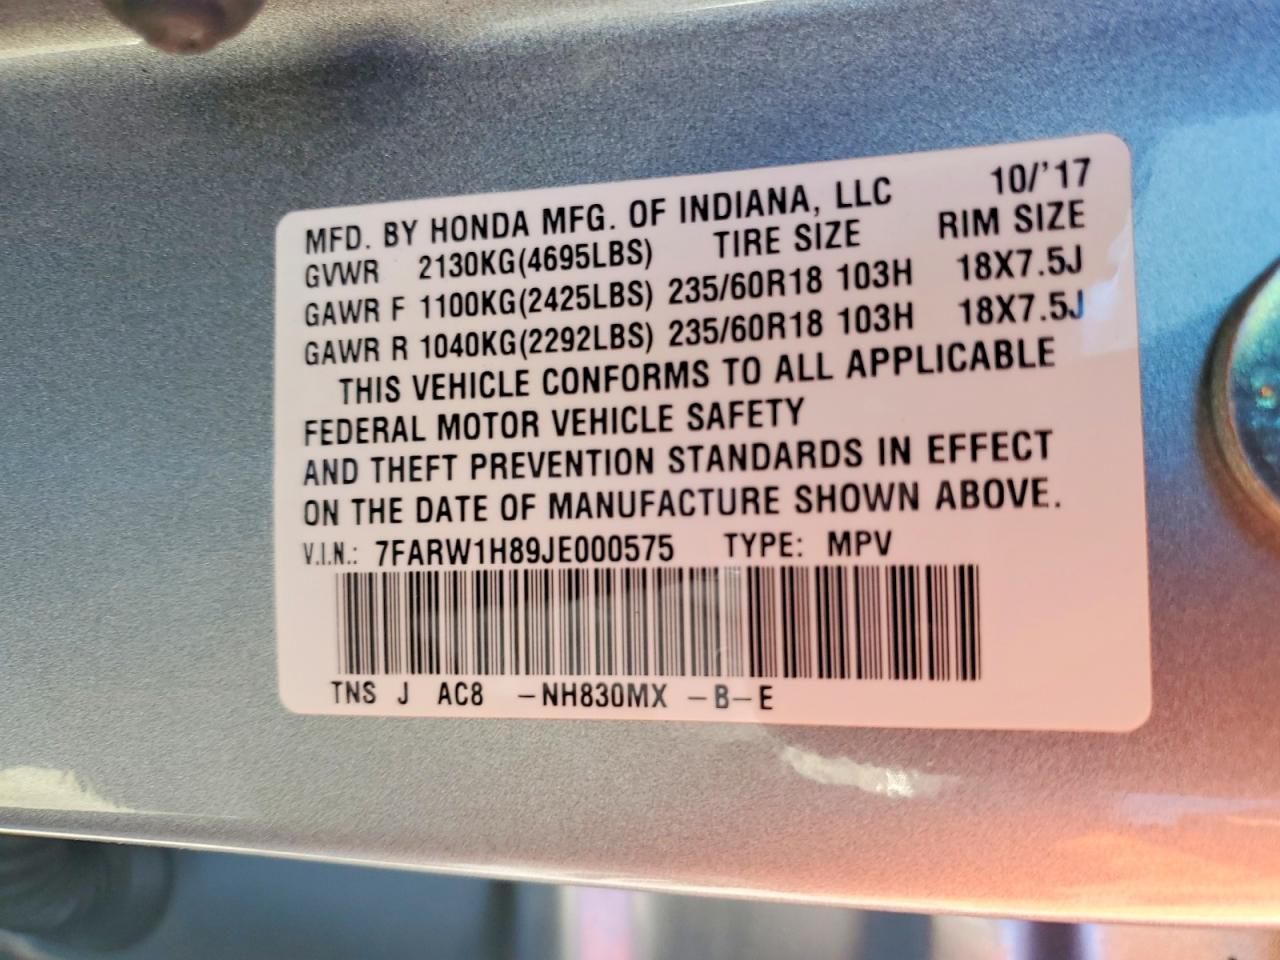 MFD. BY HONDA MFG. OF INDIANA, LLC 10/'17
GVWR 2130KG(4695LBS) TIRE SIZE RIM SIZE
GAWR F 1100KG(2425LBS) 235/60R18 103H 18X7.5J
GAWR R 1040KG(2292LBS) 235/60R18 103H 18X7.5J
THIS VEHICLE CONFORMS TO ALL APPLICABLE
FEDERAL MOTOR VEHICLE SAFETY
AND THEFT PREVENTION STANDARDS IN EFFECT
ON THE DATE OF MANUFACTURE SHOWN ABOVE.
V.I.N.: 7FARW1H89JE000575 TYPE: MPV
TNS J AC8 -NH830MX -B-E